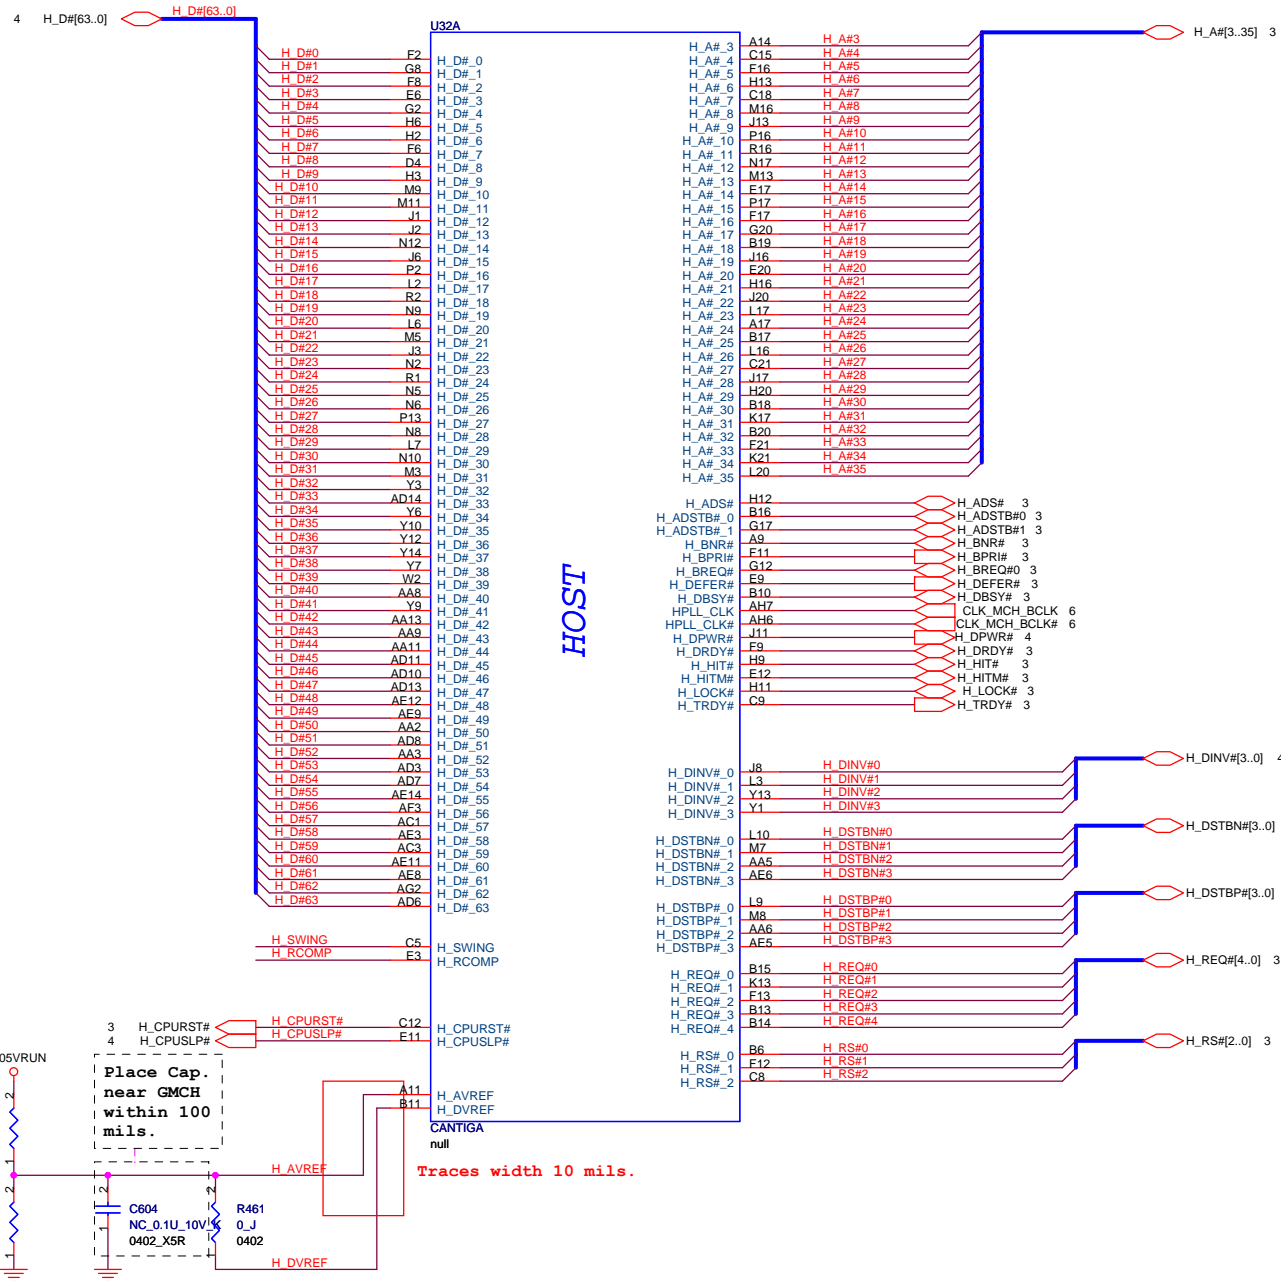 4 H_D#[63..0] H_D#[63..0]
U32A
H_A#[3..35] 3
H_D#0 F2 H_D#_0
H_D#1 G8 H_D#_1
H_D#2 F8 H_D#_2
H_D#3 E6 H_D#_3
H_D#4 G2 H_D#_4
H_D#5 H6 H_D#_5
H_D#6 H2 H_D#_6
H_D#7 F6 H_D#_7
H_D#8 D4 H_D#_8
H_D#9 H3 H_D#_9
H_D#10 M9 H_D#_10
H_D#11 M11 H_D#_11
H_D#12 J1 H_D#_12
H_D#13 J2 H_D#_13
H_D#14 N12 H_D#_14
H_D#15 J6 H_D#_15
H_D#16 P2 H_D#_16
H_D#17 L2 H_D#_17
H_D#18 R2 H_D#_18
H_D#19 N9 H_D#_19
H_D#20 L6 H_D#_20
H_D#21 M5 H_D#_21
H_D#22 J3 H_D#_22
H_D#23 N2 H_D#_23
H_D#24 R1 H_D#_24
H_D#25 N5 H_D#_25
H_D#26 N6 H_D#_26
H_D#27 P13 H_D#_27
H_D#28 N8 H_D#_28
H_D#29 L7 H_D#_29
H_D#30 N10 H_D#_30
H_D#31 M3 H_D#_31
H_D#32 Y3 H_D#_32
H_D#33 AD14 H_D#_33
H_D#34 Y6 H_D#_34
H_D#35 Y10 H_D#_35
H_D#36 Y12 H_D#_36
H_D#37 Y14 H_D#_37
H_D#38 Y7 H_D#_38
H_D#39 W2 H_D#_39
H_D#40 AA8 H_D#_40
H_D#41 Y9 H_D#_41
H_D#42 AA13 H_D#_42
H_D#43 AA9 H_D#_43
H_D#44 AA11 H_D#_44
H_D#45 AD11 H_D#_45
H_D#46 AD10 H_D#_46
H_D#47 AD13 H_D#_47
H_D#48 AE12 H_D#_48
H_D#49 AE9 H_D#_49
H_D#50 AA2 H_D#_50
H_D#51 AD8 H_D#_51
H_D#52 AA3 H_D#_52
H_D#53 AD3 H_D#_53
H_D#54 AD7 H_D#_54
H_D#55 AE14 H_D#_55
H_D#56 AF3 H_D#_56
H_D#57 AC1 H_D#_57
H_D#58 AE3 H_D#_58
H_D#59 AC3 H_D#_59
H_D#60 AE11 H_D#_60
H_D#61 AE8 H_D#_61
H_D#62 AG2 H_D#_62
H_D#63 AD6 H_D#_63
H_SWING C5 H_SWING
H_RCOMP E3 H_RCOMP
3 H_CPURST# H_CPURST# C12 H_CPURST#
4 H_CPUSLP# H_CPUSLP# E11 H_CPUSLP#
A11 H_AVREF
B11 H_DVREF
HOST
H_A#_3 A14 H_A#3
H_A#_4 C15 H_A#4
H_A#_5 F16 H_A#5
H_A#_6 H13 H_A#6
H_A#_7 C18 H_A#7
H_A#_8 M16 H_A#8
H_A#_9 J13 H_A#9
H_A#_10 P16 H_A#10
H_A#_11 R16 H_A#11
H_A#_12 N17 H_A#12
H_A#_13 M13 H_A#13
H_A#_14 E17 H_A#14
H_A#_15 P17 H_A#15
H_A#_16 F17 H_A#16
H_A#_17 G20 H_A#17
H_A#_18 B19 H_A#18
H_A#_19 J16 H_A#19
H_A#_20 E20 H_A#20
H_A#_21 H16 H_A#21
H_A#_22 J20 H_A#22
H_A#_23 L17 H_A#23
H_A#_24 A17 H_A#24
H_A#_25 B17 H_A#25
H_A#_26 L16 H_A#26
H_A#_27 C21 H_A#27
H_A#_28 J17 H_A#28
H_A#_29 H20 H_A#29
H_A#_30 B18 H_A#30
H_A#_31 K17 H_A#31
H_A#_32 B20 H_A#32
H_A#_33 F21 H_A#33
H_A#_34 K21 H_A#34
H_A#_35 L20 H_A#35
H_ADS# H12 H_ADS# 3
H_ADSTB#_0 B16 H_ADSTB#0 3
H_ADSTB#_1 G17 H_ADSTB#1 3
H_BNR# A9 H_BNR# 3
H_BPRI# F11 H_BPRI# 3
H_BREQ# G12 H_BREQ#0 3
H_DEFER# E9 H_DEFER# 3
H_DBSY# B10 H_DBSY# 3
HPLL_CLK AH7 CLK_MCH_BCLK 6
HPLL_CLK# AH6 CLK_MCH_BCLK# 6
H_DPWR# J11 H_DPWR# 4
H_DRDY# F9 H_DRDY# 3
H_HIT# H9 H_HIT# 3
H_HITM# E12 H_HITM# 3
H_LOCK# H11 H_LOCK# 3
H_TRDY# C9 H_TRDY# 3
H_DINV#[3..0] 4
H_DINV#_0 J8 H_DINV#0
H_DINV#_1 L3 H_DINV#1
H_DINV#_2 Y13 H_DINV#2
H_DINV#_3 Y1 H_DINV#3
H_DSTBN#[3..0]
H_DSTBN#_0 L10 H_DSTBN#0
H_DSTBN#_1 M7 H_DSTBN#1
H_DSTBN#_2 AA5 H_DSTBN#2
H_DSTBN#_3 AE6 H_DSTBN#3
H_DSTBP#[3..0]
H_DSTBP#_0 L9 H_DSTBP#0
H_DSTBP#_1 M8 H_DSTBP#1
H_DSTBP#_2 AA6 H_DSTBP#2
H_DSTBP#_3 AE5 H_DSTBP#3
H_REQ#[4..0] 3
H_REQ#_0 B15 H_REQ#0
H_REQ#_1 K13 H_REQ#1
H_REQ#_2 F13 H_REQ#2
H_REQ#_3 B13 H_REQ#3
H_REQ#_4 B14 H_REQ#4
H_RS#[2..0] 3
H_RS#_0 B6 H_RS#0
H_RS#_1 F12 H_RS#1
H_RS#_2 C8 H_RS#2
CANTIGA
null
Traces width 10 mils.
05VRUN
Place Cap.
near GMCH
within 100
mils.
2
1
2
1
H_AVREF
2
1
C604
NC_0.1U_10V_K
0402_X5R
2
1
R461
0_J
0402
H_DVREF